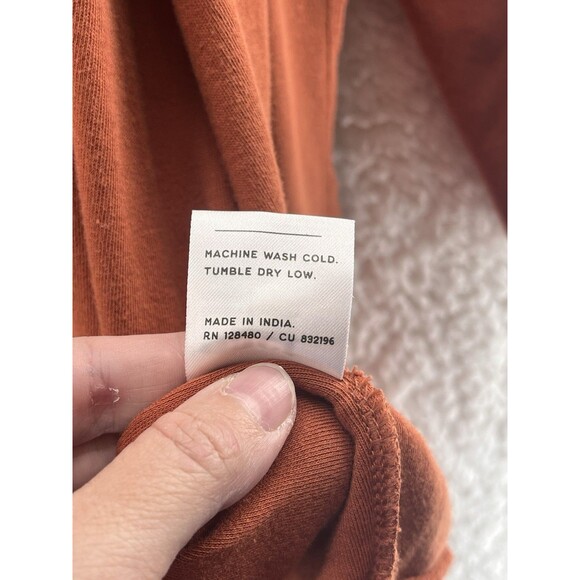 MACHINE WASH COLD.
TUMBLE DRY LOW.
MADE IN INDIA.
RN 128480 / CU 832196